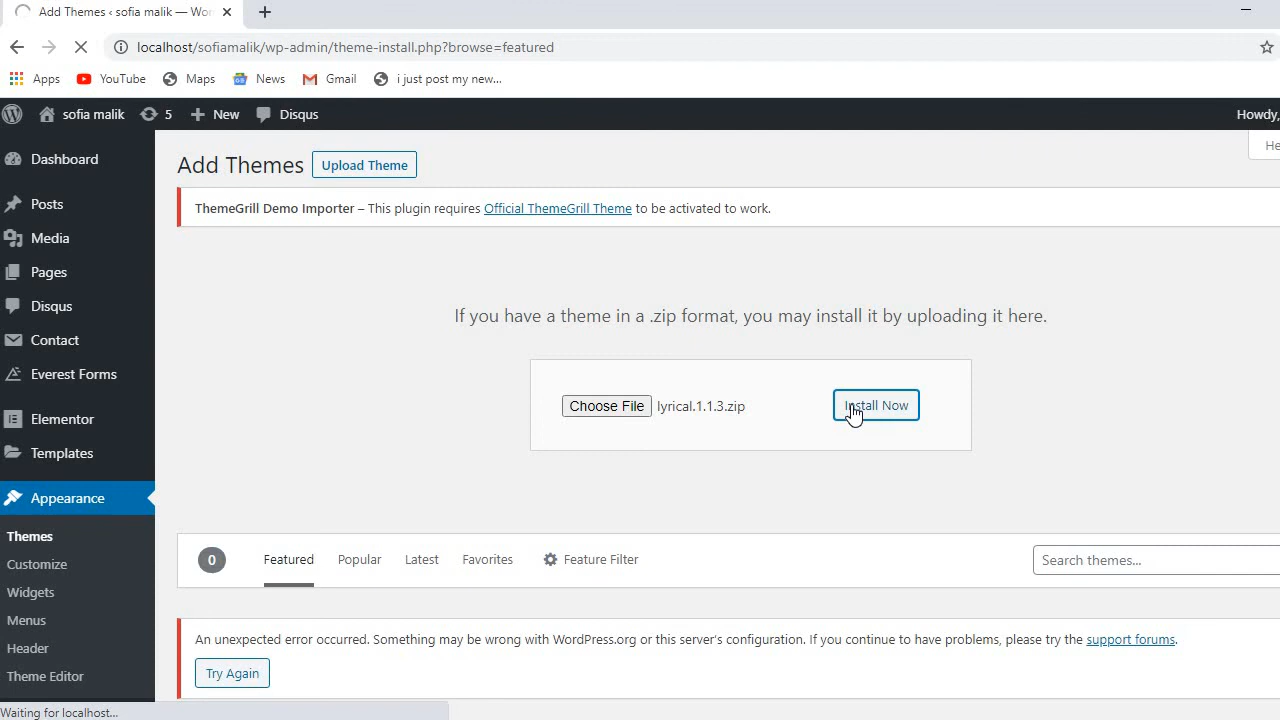 Add Themes ‹ sofia malik — Wor
localhost/sofiamalik/wp-admin/theme-install.php?browse=featured
Apps YouTube Maps News Gmail i just post my new...
sofia malik 5 New Disqus Howdy,
Dashboard
Posts
Media
Pages
Disqus
Contact
Everest Forms
Elementor
Templates
Appearance
Themes
Customize
Widgets
Menus
Header
Theme Editor
He
Add Themes Upload Theme
ThemeGrill Demo Importer – This plugin requires Official ThemeGrill Theme to be activated to work.
If you have a theme in a .zip format, you may install it by uploading it here.
Choose File lyrical.1.1.3.zip Install Now
0 Featured Popular Latest Favorites Feature Filter Search themes...
An unexpected error occurred. Something may be wrong with WordPress.org or this server's configuration. If you continue to have problems, please try the support forums.
Try Again
Waiting for localhost...